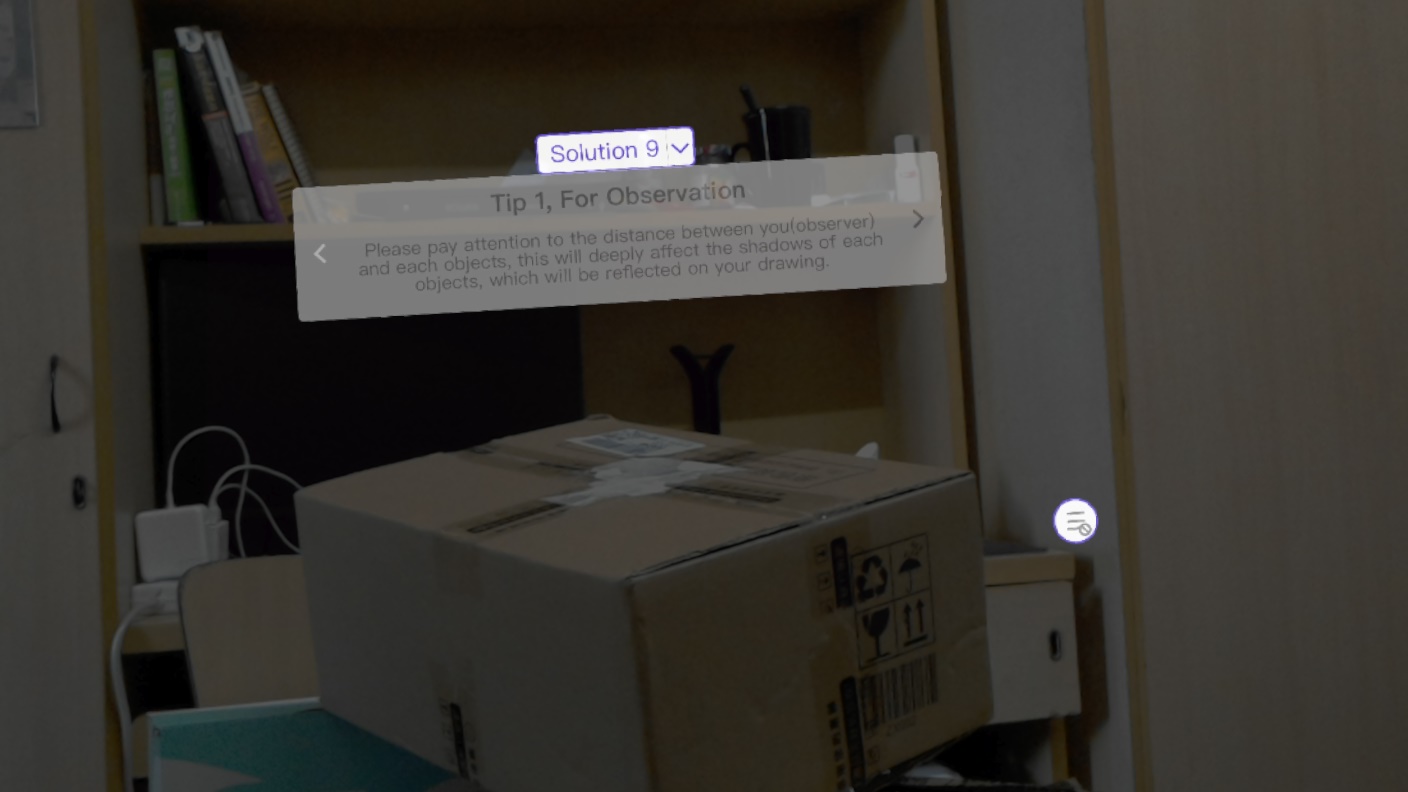 Solution 9
Tip 1, For Observation
Please pay attention to the distance between you(observer)
and each objects, this will deeply affect the shadows of each
objects, which will be reflected on your drawing.